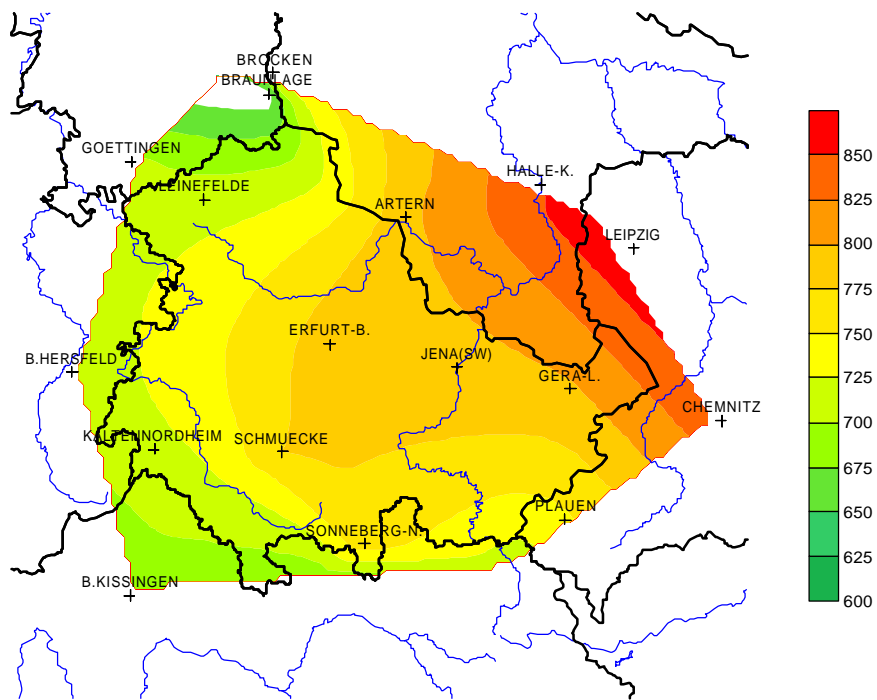 BROCKEN
BRAUNLAGE
GOETTINGEN
LEINEFELDE
HALLE-K.
ARTERN
LEIPZIG
ERFURT-B.
JENA(SW)
B.HERSFELD
GERA-L.
CHEMNITZ
KALTENNORDHEIM
SCHMUECKE
PLAUEN
SONNEBERG-N.
B.KISSINGEN
850
825
800
775
750
725
700
675
650
625
600